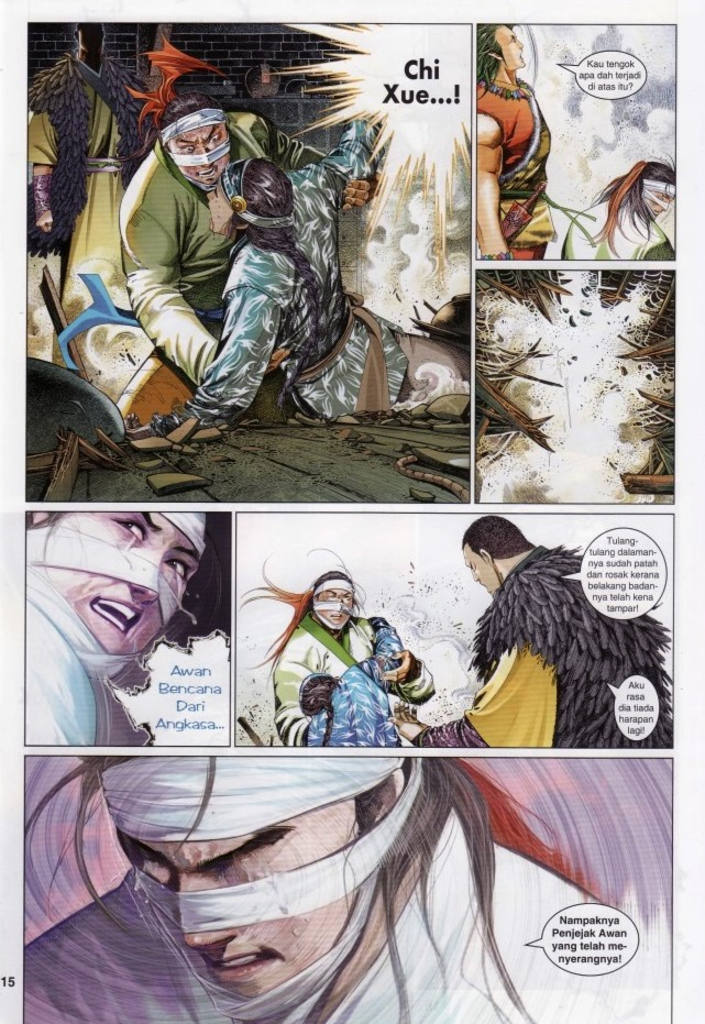 Chi
Xue...!
Kau tengok
apa dah terjadi
di atas itu?
Awan
Bencana
Dari
Angkasa...
Tulang-
tulang dalaman-
nya sudah patah
dan rosak kerana
belakang badan-
nya telah kena
tampar!
Aku
rasa
dia tiada
harapan
lagi!
Nampaknya
Penjejak Awan
yang telah me-
nyerangnya!
15